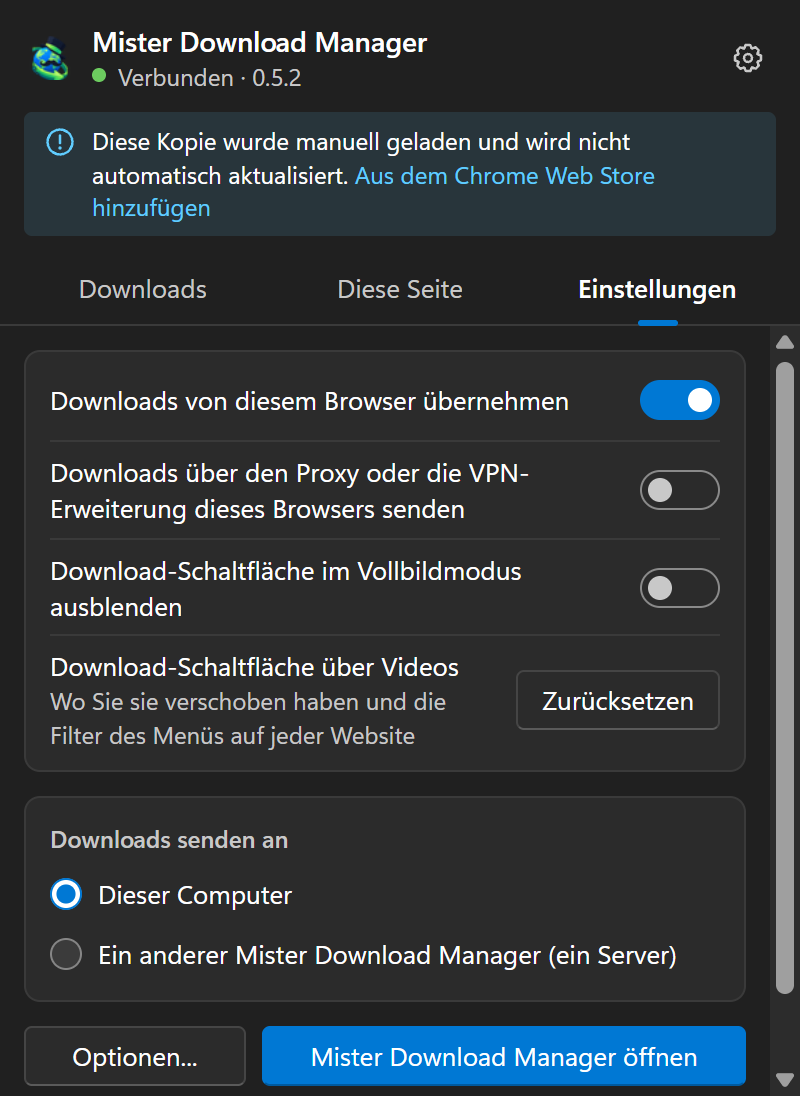 Mister Download Manager
Verbunden · 0.5.2
Diese Kopie wurde manuell geladen und wird nicht
automatisch aktualisiert. Aus dem Chrome Web Store
hinzufügen
Downloads
Diese Seite
Einstellungen
Downloads von diesem Browser übernehmen
Downloads über den Proxy oder die VPN-
Erweiterung dieses Browsers senden
Download-Schaltfläche im Vollbildmodus
ausblenden
Download-Schaltfläche über Videos
Wo Sie sie verschoben haben und die
Filter des Menüs auf jeder Website
Zurücksetzen
Downloads senden an
Dieser Computer
Ein anderer Mister Download Manager (ein Server)
Optionen...
Mister Download Manager öffnen